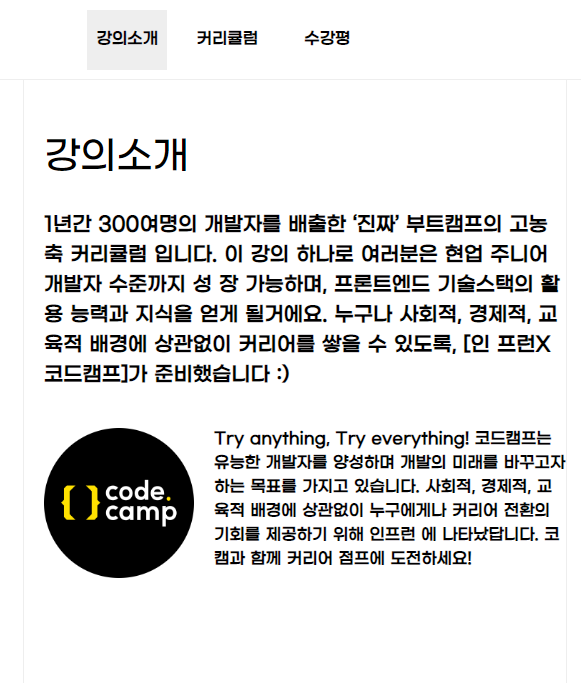 강의소개 커리큘럼 수강평
강의소개
1년간 300여명의 개발자를 배출한 ‘진짜’ 부트캠프의 고농
축 커리큘럼 입니다. 이 강의 하나로 여러분은 현업 주니어
개발자 수준까지 성 장 가능하며, 프론트엔드 기술스택의 활
용 능력과 지식을 얻게 될거에요. 누구나 사회적, 경제적, 교
육적 배경에 상관없이 커리어를 쌓을 수 있도록, [인 프런X
코드캠프]가 준비했습니다 :)
{ } code.
camp
Try anything, Try everything! 코드캠프는
유능한 개발자를 양성하며 개발의 미래를 바꾸고자
하는 목표를 가지고 있습니다. 사회적, 경제적, 교
육적 배경에 상관없이 누구에게나 커리어 전환의
기회를 제공하기 위해 인프런 에 나타났답니다. 코
캠과 함께 커리어 점프에 도전하세요!